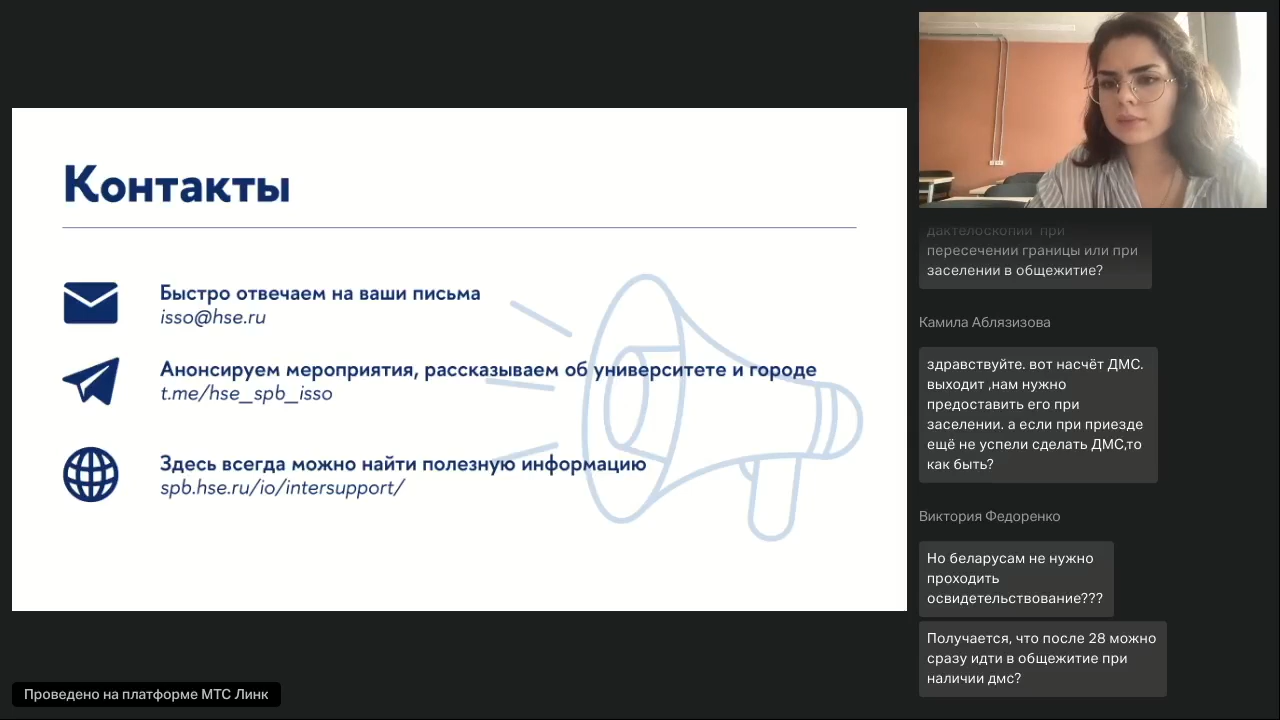 Контакты
Быстро отвечаем на ваши письма
isso@hse.ru
Анонсируем мероприятия, рассказываем об университете и городе
t.me/hse_spb_isso
Здесь всегда можно найти полезную информацию
spb.hse.ru/io/intersupport/
Проведено на платформе МТС Линк
дактелоскопии при
пересечении границы или при
заселении в общежитие?
Камила Аблязизова
здравствуйте. вот насчёт ДМС.
выходит ,нам нужно
предоставить его при
заселении. а если при приезде
ещё не успели сделать ДМС,то
как быть?
Виктория Федоренко
Но беларусам не нужно
проходить
освидетельствование???
Получается, что после 28 можно
сразу идти в общежитие при
наличии дмс?